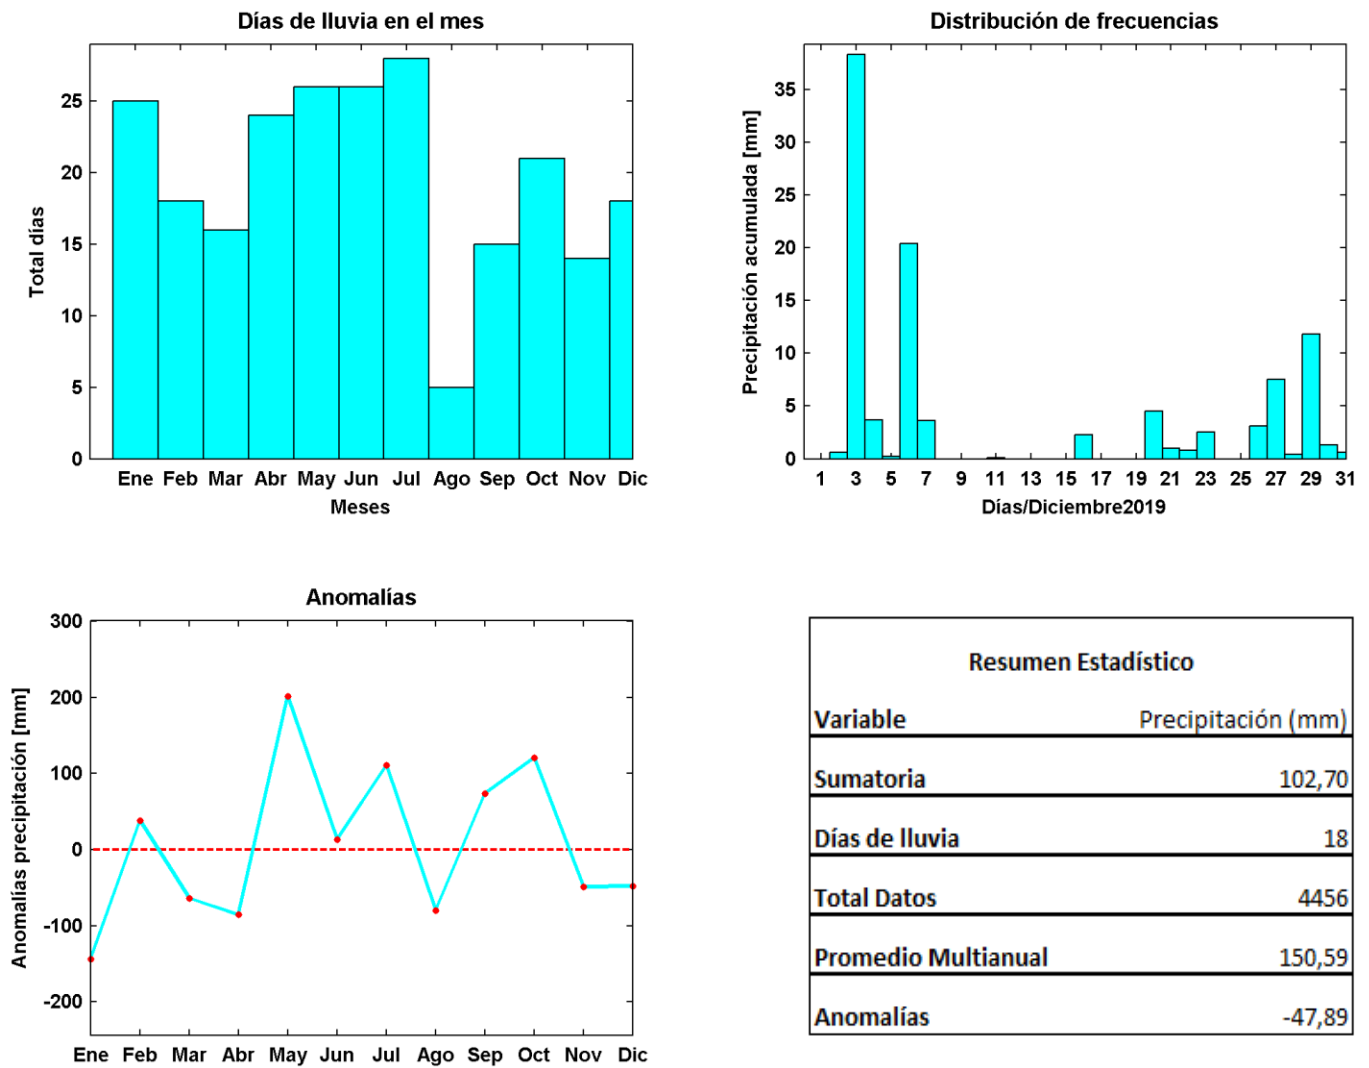 Días de lluvia en el mes
Total días
25
20
15
10
5
0
Ene Feb Mar Abr May Jun Jul Ago Sep Oct Nov Dic
Meses
Distribución de frecuencias
Precipitación acumulada [mm]
35
30
25
20
15
10
5
0
1 3 5 7 9 11 13 15 17 19 21 23 25 27 29 31
Días/Diciembre2019
Anomalías
Anomalías precipitación [mm]
300
200
100
0
-100
-200
Ene Feb Mar Abr May Jun Jul Ago Sep Oct Nov Dic
Resumen Estadístico
Variable Precipitación (mm)
Sumatoria 102,70
Días de lluvia 18
Total Datos 4456
Promedio Multianual 150,59
Anomalías -47,89